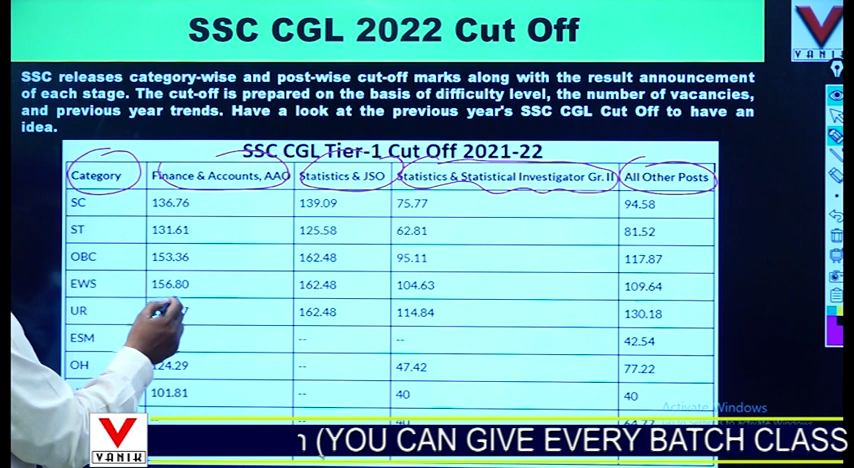 SSC CGL 2022 Cut Off
VANIK
SSC releases category-wise and post-wise cut-off marks along with the result announcement
of each stage. The cut-off is prepared on the basis of difficulty level, the number of vacancies,
and previous year trends. Have a look at the previous year's SSC CGL Cut Off to have an
idea.
SSC CGL Tier-1 Cut Off 2021-22
Category Finance & Accounts, AAO Statistics & JSO Statistics & Statistical Investigator Gr. II All Other Posts
SC 136.76 139.09 75.77 94.58
ST 131.61 125.58 62.81 81.52
OBC 153.36 162.48 95.11 117.87
EWS 156.80 162.48 104.63 109.64
UR 162.48 114.84 130.18
ESM -- -- 42.54
OH 124.29 -- 47.42 77.22
101.81 -- 40 40
Activate Windows
-- -- 40
VANIK
(YOU CAN GIVE EVERY BATCH CLASS